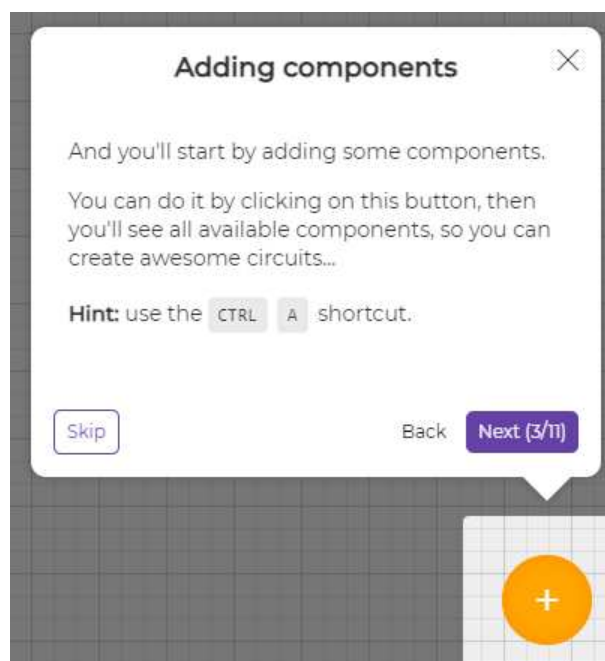 Adding components
And you'll start by adding some components.
You can do it by clicking on this button, then
you'll see all available components, so you can
create awesome circuits...
Hint: use the CTRL A shortcut.
Skip Back Next (3/11)
+